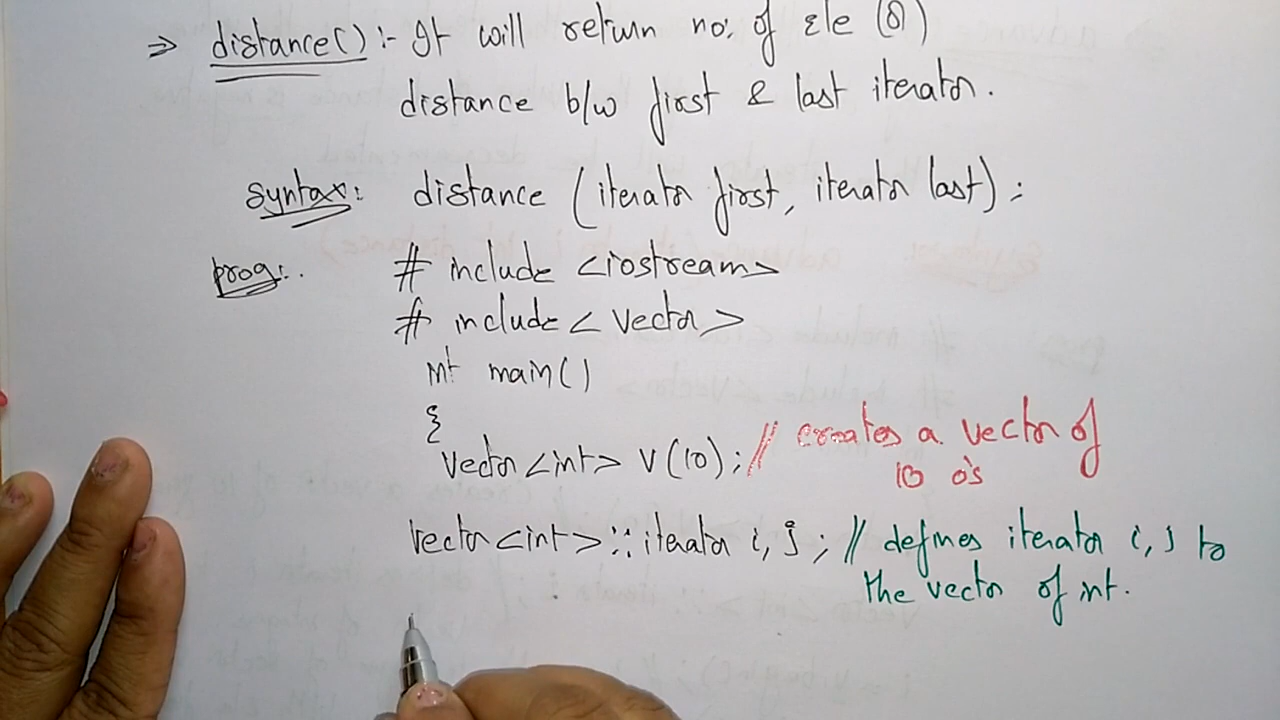 ⇒ distance() :- It will return no. of ele (or)
distance b/w first & last iterator.
syntax: distance (iterator first, iterator last);
prog:. # include <iostream>
# include < vector >
int main()
{
vector <int> v(10); // creates a vector of
10 0's
vector <int> :: iterator i, j ; // defines iterator i, j to
the vector of int.